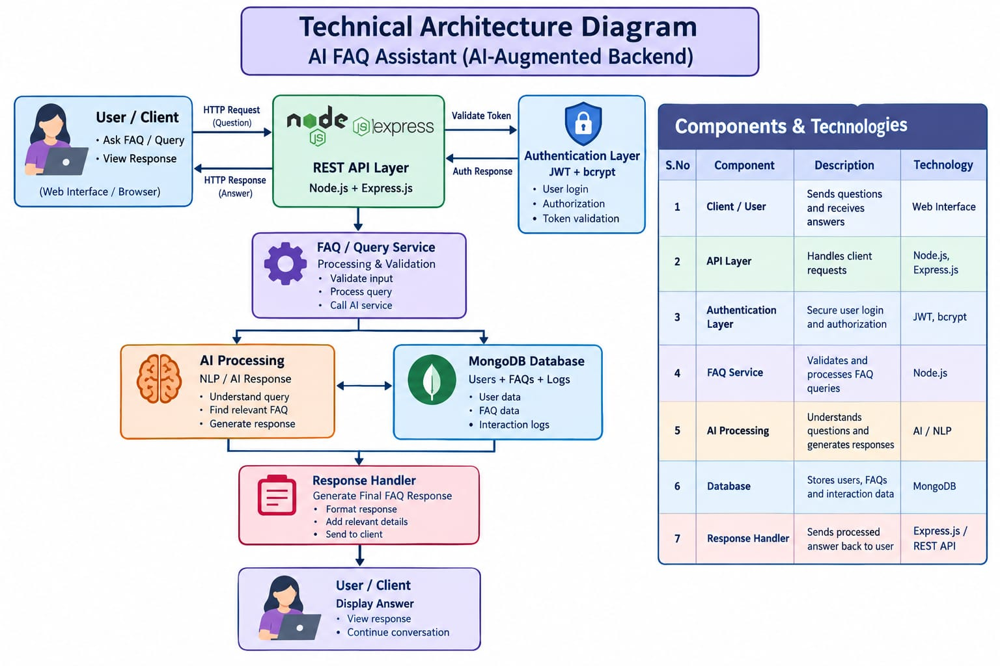 Technical Architecture Diagram
AI FAQ Assistant (AI-Augmented Backend)
User / Client
• Ask FAQ / Query
• View Response
(Web Interface / Browser)
HTTP Request
(Question)
HTTP Response
(Answer)
node
JS
JS express
REST API Layer
Node.js + Express.js
Validate Token
Auth Response
Authentication Layer
JWT + bcrypt
• User login
• Authorization
• Token validation
FAQ / Query Service
Processing & Validation
• Validate input
• Process query
• Call AI service
AI Processing
NLP / AI Response
• Understand query
• Find relevant FAQ
• Generate response
MongoDB Database
Users + FAQs + Logs
• User data
• FAQ data
• Interaction logs
Response Handler
Generate Final FAQ Response
• Format response
• Add relevant details
• Send to client
User / Client
Display Answer
• View response
• Continue conversation
Components & Technologies
S.No Component Description Technology
1 Client / User Sends questions and receives answers Web Interface
2 API Layer Handles client requests Node.js, Express.js
3 Authentication Layer Secure user login and authorization JWT, bcrypt
4 FAQ Service Validates and processes FAQ queries Node.js
5 AI Processing Understands questions and generates responses AI / NLP
6 Database Stores users, FAQs and interaction data MongoDB
7 Response Handler Sends processed answer back to user Express.js / REST API